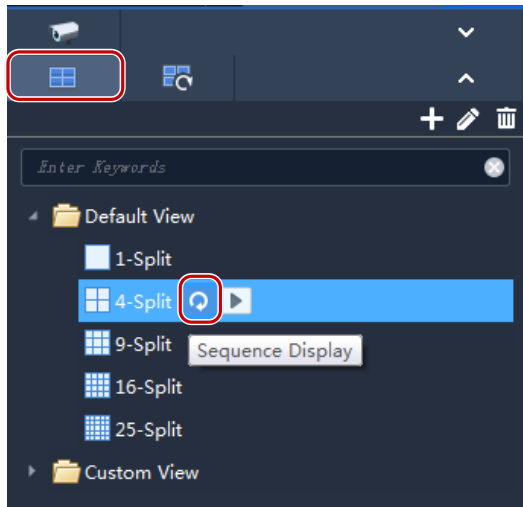 Enter Keywords
Default View
1-Split
4-Split
9-Split
Sequence Display
16-Split
25-Split
Custom View